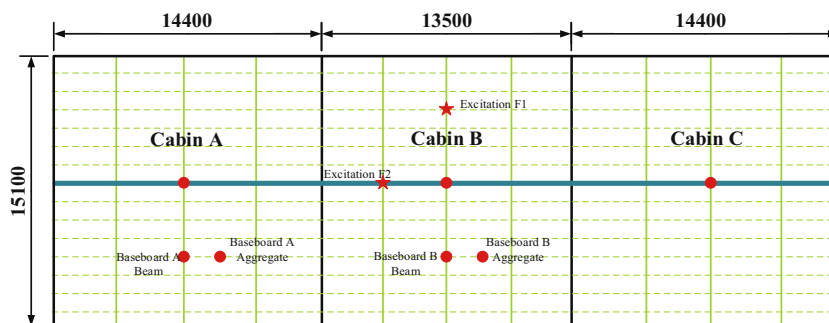 14400 13500 14400
Excitation F1
Cabin A Cabin B Cabin C
15100
Excitation F2
Baseboard A
Beam
Baseboard A
Aggregate
Baseboard B
Beam
Baseboard B
Aggregate